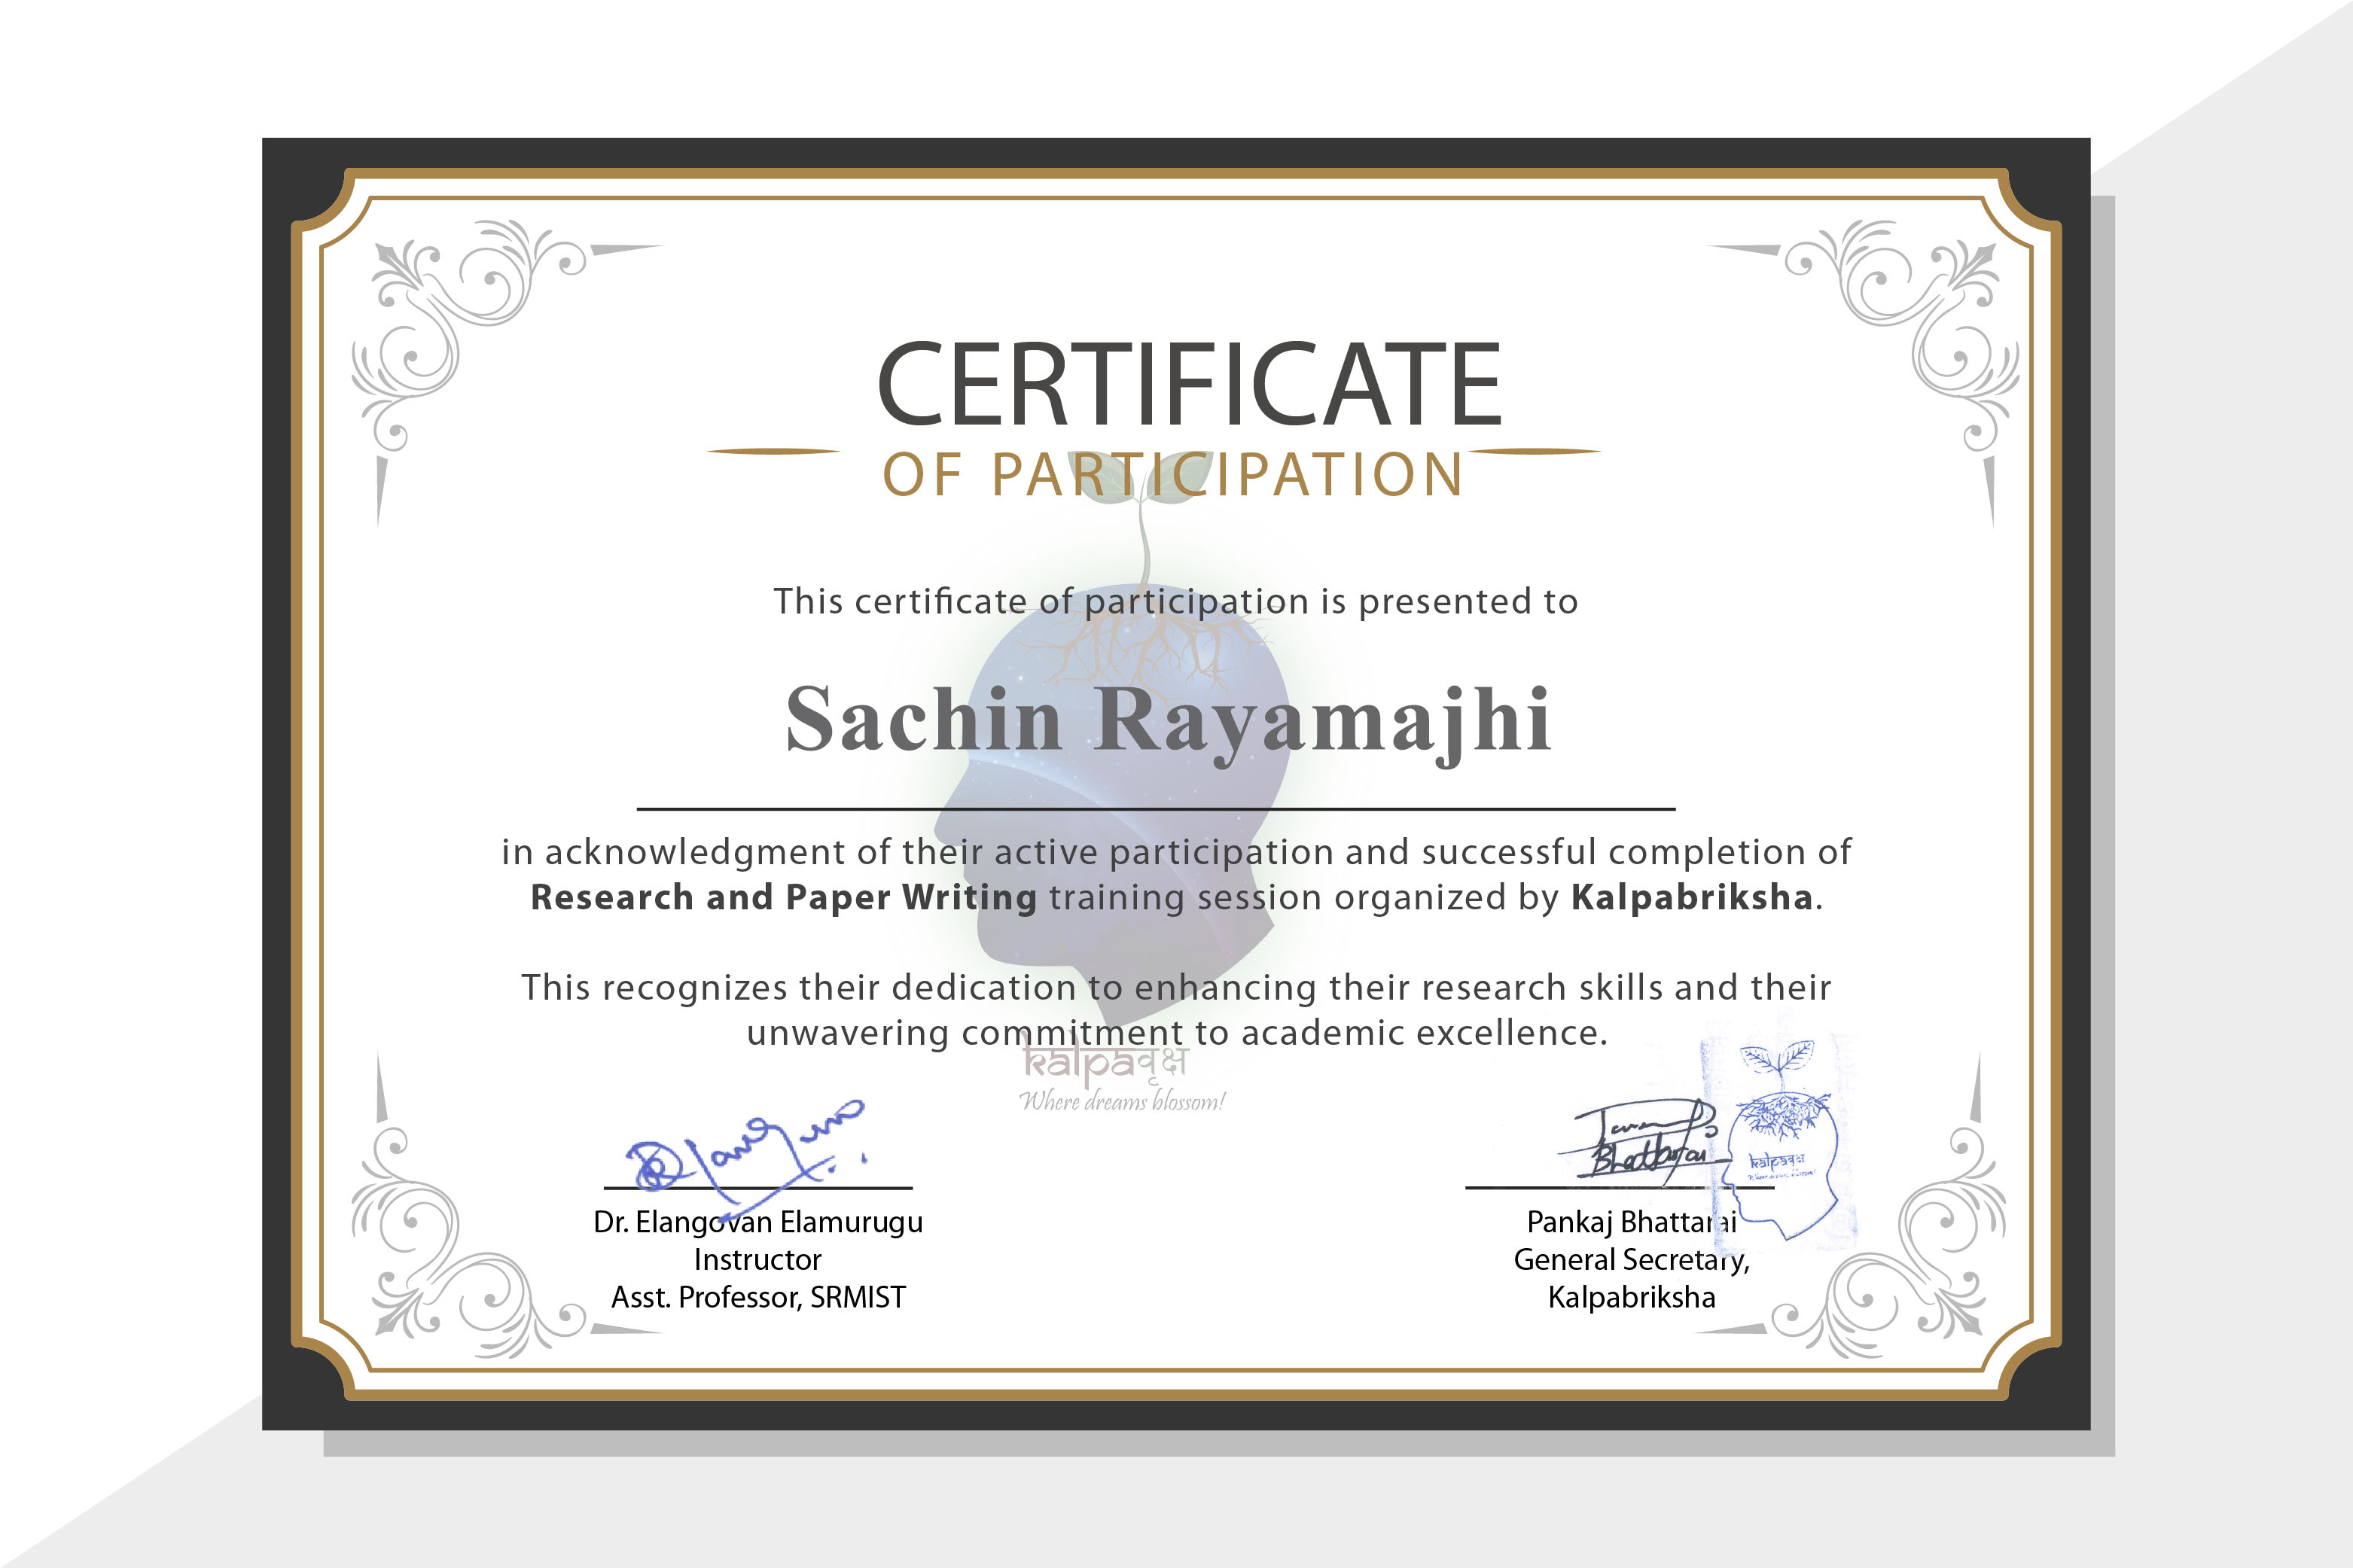 CERTIFICATE
OF PARTICIPATION
This certificate of participation is presented to
Sachin Rayamajhi
in acknowledgment of their active participation and successful completion of
Research and Paper Writing training session organized by Kalpabriksha.
This recognizes their dedication to enhancing their research skills and their
unwavering commitment to academic excellence.
kalpaवृक्ष
Where dreams blossom!
Bhattarai
kalpaवृक्ष
Dr. Elangovan Elamurugu
Instructor
Asst. Professor, SRMIST
Pankaj Bhattarai
General Secretary,
Kalpabriksha